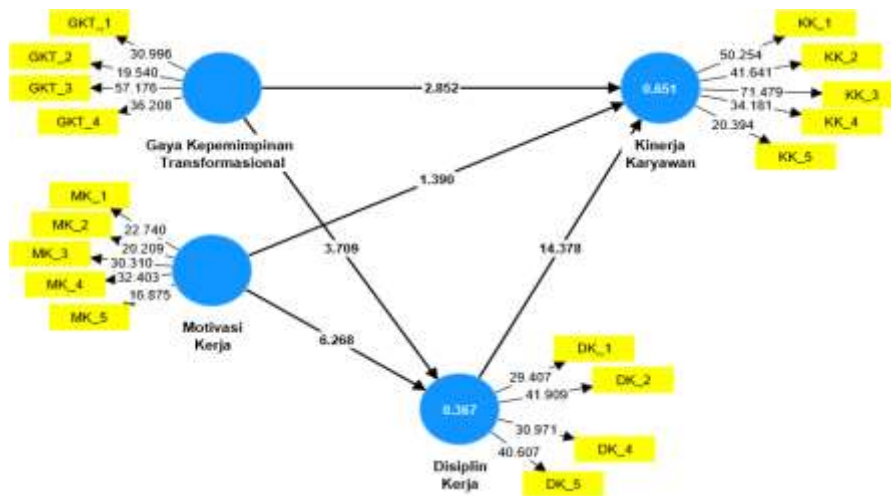 GKT_1
30.996
GKT_2
19.540
GKT_3
57.176
GKT_4
36.208
Gaya Kepemimpinan
Transformasional
KK_1
50.254
KK_2
41.641
KK_3
71.479
KK_4
34.181
KK_5
20.394
0.651
Kinerja
Karyawan
2.852
1.390
3.709
14.378
6.268
MK_1
22.740
MK_2
20.209
MK_3
30.310
MK_4
32.403
MK_5
16.875
Motivasi
Kerja
DK_1
29.407
DK_2
41.909
DK_4
30.971
DK_5
40.607
0.367
Disiplin
Kerja